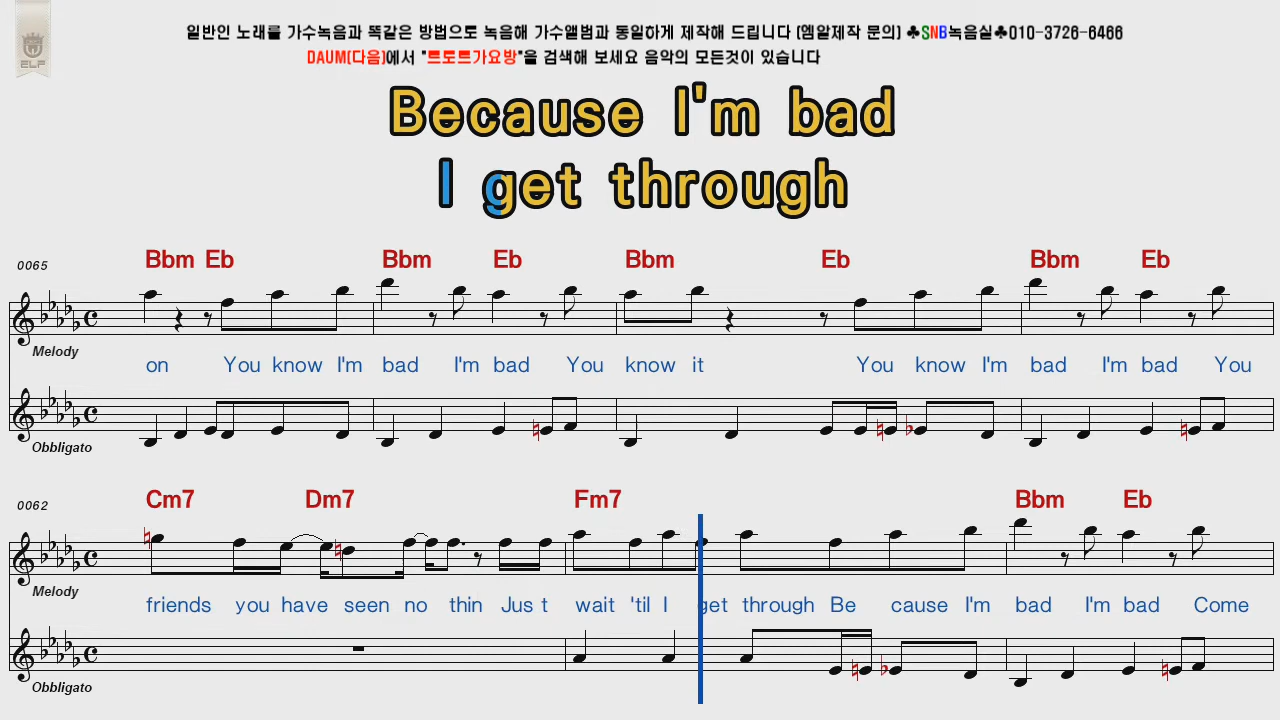 일반인 노래를 가수녹음과 똑같은 방법으로 녹음해 가수앨범과 동일하게 제작해 드립니다 (엠알제작 문의) ♣SNB녹음실♣010-3726-6466
DAUM(다음)에서 "트로트가요방"을 검색해 보세요 음악의 모든것이 있습니다
ELF
Because I'm bad
I get through
0065
Bbm Eb Bbm Eb Bbm Eb Bbm Eb
Melody
on You know I'm bad I'm bad You know it You know I'm bad I'm bad You
Obbligato
0062
Cm7 Dm7 Fm7 Bbm Eb
Melody
friends you have seen no thin Jus t wait 'til I get through Be cause I'm bad I'm bad Come
Obbligato